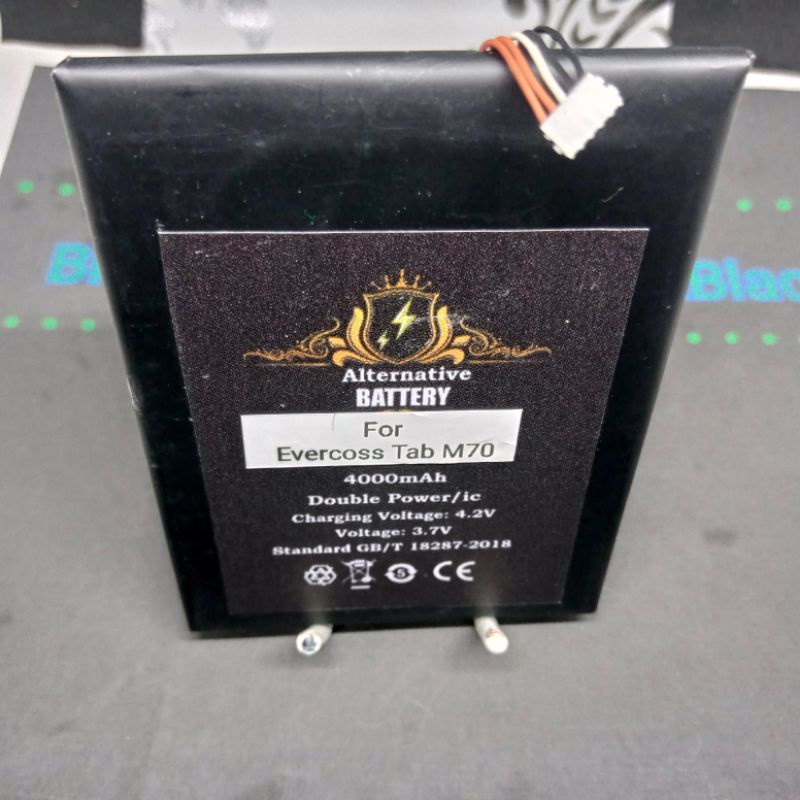 Alternative
BATTERY
For
Evercoss Tab M70
4000mAh
Double Power/ic
Charging Voltage: 4.2V
Voltage: 3.7V
Standard GB/T 18287-2018
5 CE